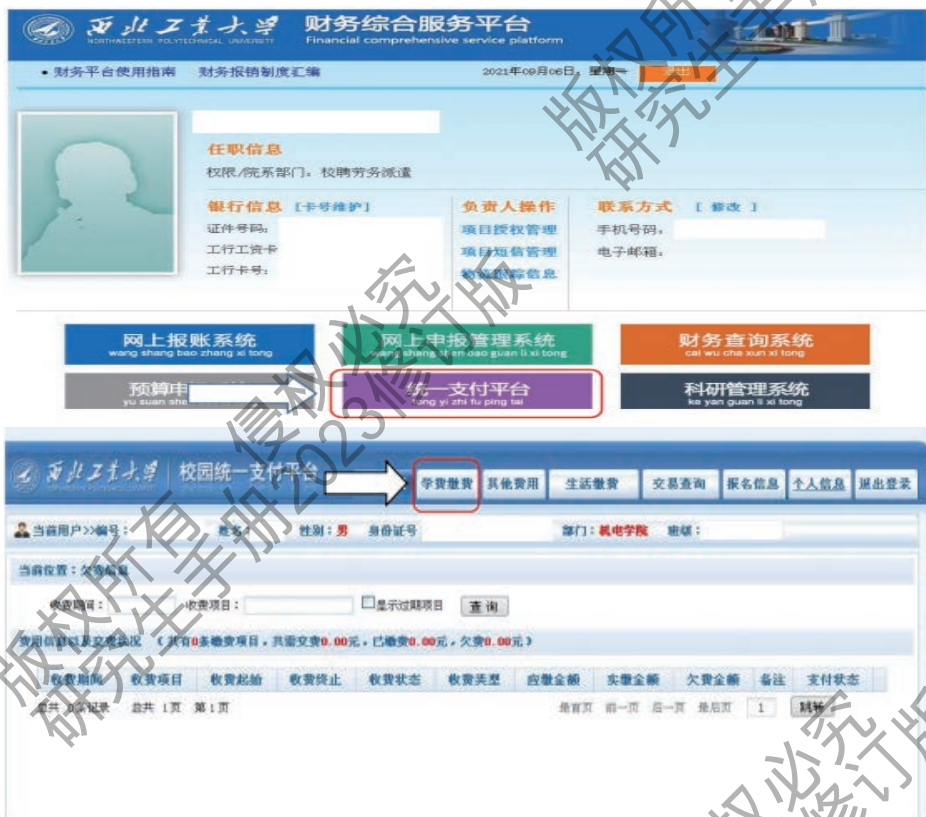 西北工业大学 财务综合服务平台
NORTHWESTERN POLYTECHNICAL UNIVERSITY Financial comprehensive service platform
• 财务平台使用指南 财务报销制度汇编 2021年09月06日，星期一 退出
任职信息
权限/院系部门：校聘劳务派遣
银行信息 [卡号维护] 负责人操作 联系方式 [ 修改 ]
证件号码： 项目授权管理 手机号码：
工行工资卡 项目短信管理 电子邮箱：
工行卡号： 物流跟踪信息
网上报账系统 网上申报管理系统 财务查询系统
wang shang bao zhang xi tong wang shang shen bao guan li xi tong cai wu cha xun xi tong
预算申 统一支付平台 科研管理系统
yu suan she tong yi zhi fu ping tai ke yan guan li xi tong
西北工业大学 校园统一支付平台 学费缴费 其他费用 生活缴费 交易查询 报名信息 个人信息 退出登录
当前用户>>编号： 姓名： 性别：男 身份证号 部门：机电学院 班级：
当前位置：欠费信息
收费期间： 收费项目： 显示过期项目 查询
费用信息以及交费状况 （共有0条缴费项目，共需交费0.00元，已缴费0.00元，欠费0.00元）
收费期间 收费项目 收费起始 收费终止 收费状态 收费类型 应缴金额 实缴金额 欠费金额 备注 支付状态
总共 0条记录 总共 1页 第1页 最首页 前一页 后一页 最后页 1 跳转
版权所有，侵权必究
研究生手册2023修订版